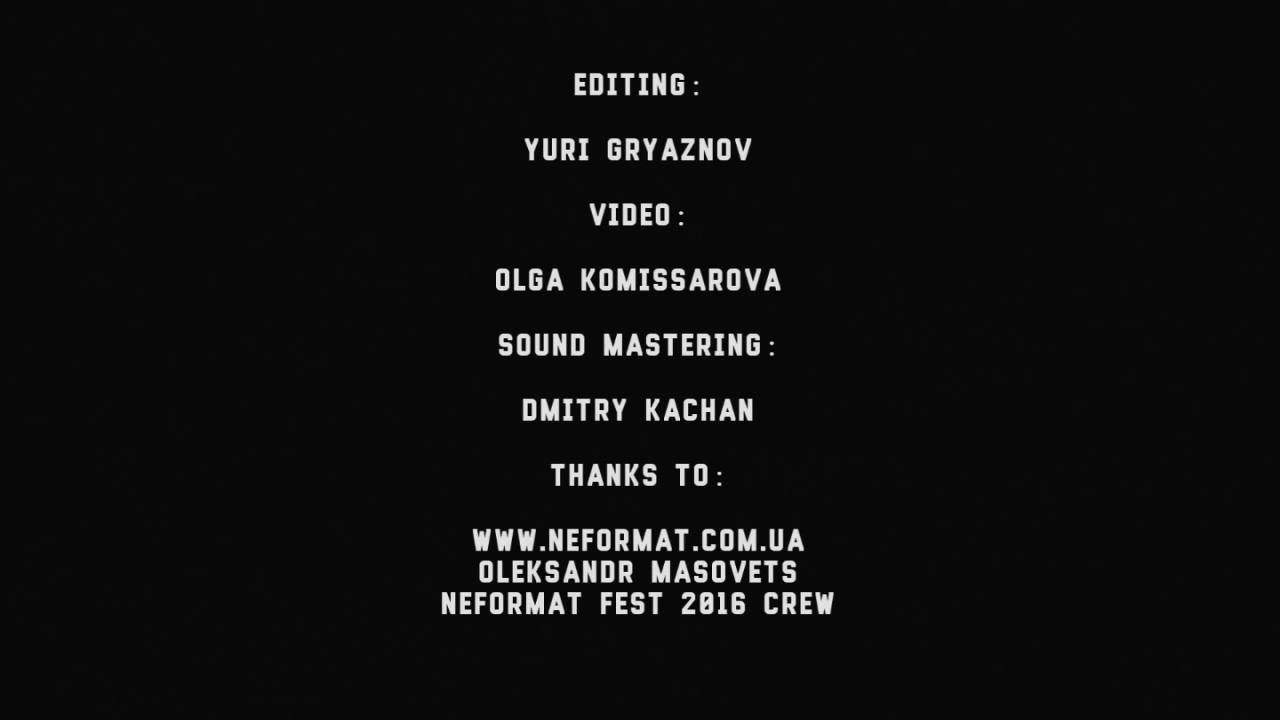 EDITING:
YURI GRYAZNOV
VIDEO:
OLGA KOMISSAROVA
SOUND MASTERING:
DMITRY KACHAN
THANKS TO:
WWW.NEFORMAT.COM.UA
OLEKSANDR MASOVETS
NEFORMAT FEST 2016 CREW